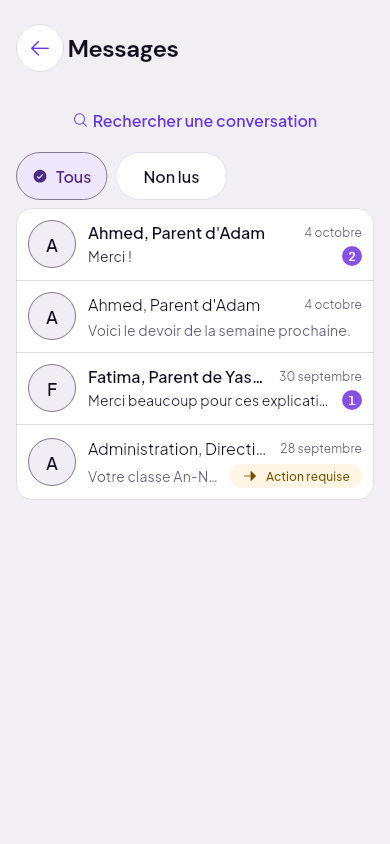 Messages
Rechercher une conversation
Tous
Non lus
A
Ahmed, Parent d'Adam
4 octobre
Merci !
2
A
Ahmed, Parent d'Adam
4 octobre
Voici le devoir de la semaine prochaine.
F
Fatima, Parent de Yas...
30 septembre
Merci beaucoup pour ces explicati...
1
A
Administration, Directi...
28 septembre
Votre classe An-N...
Action requise